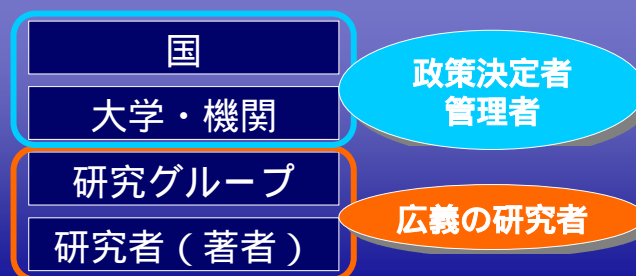 国
大学・機関
政策決定者
管理者
研究グループ
研究者（著者）
広義の研究者